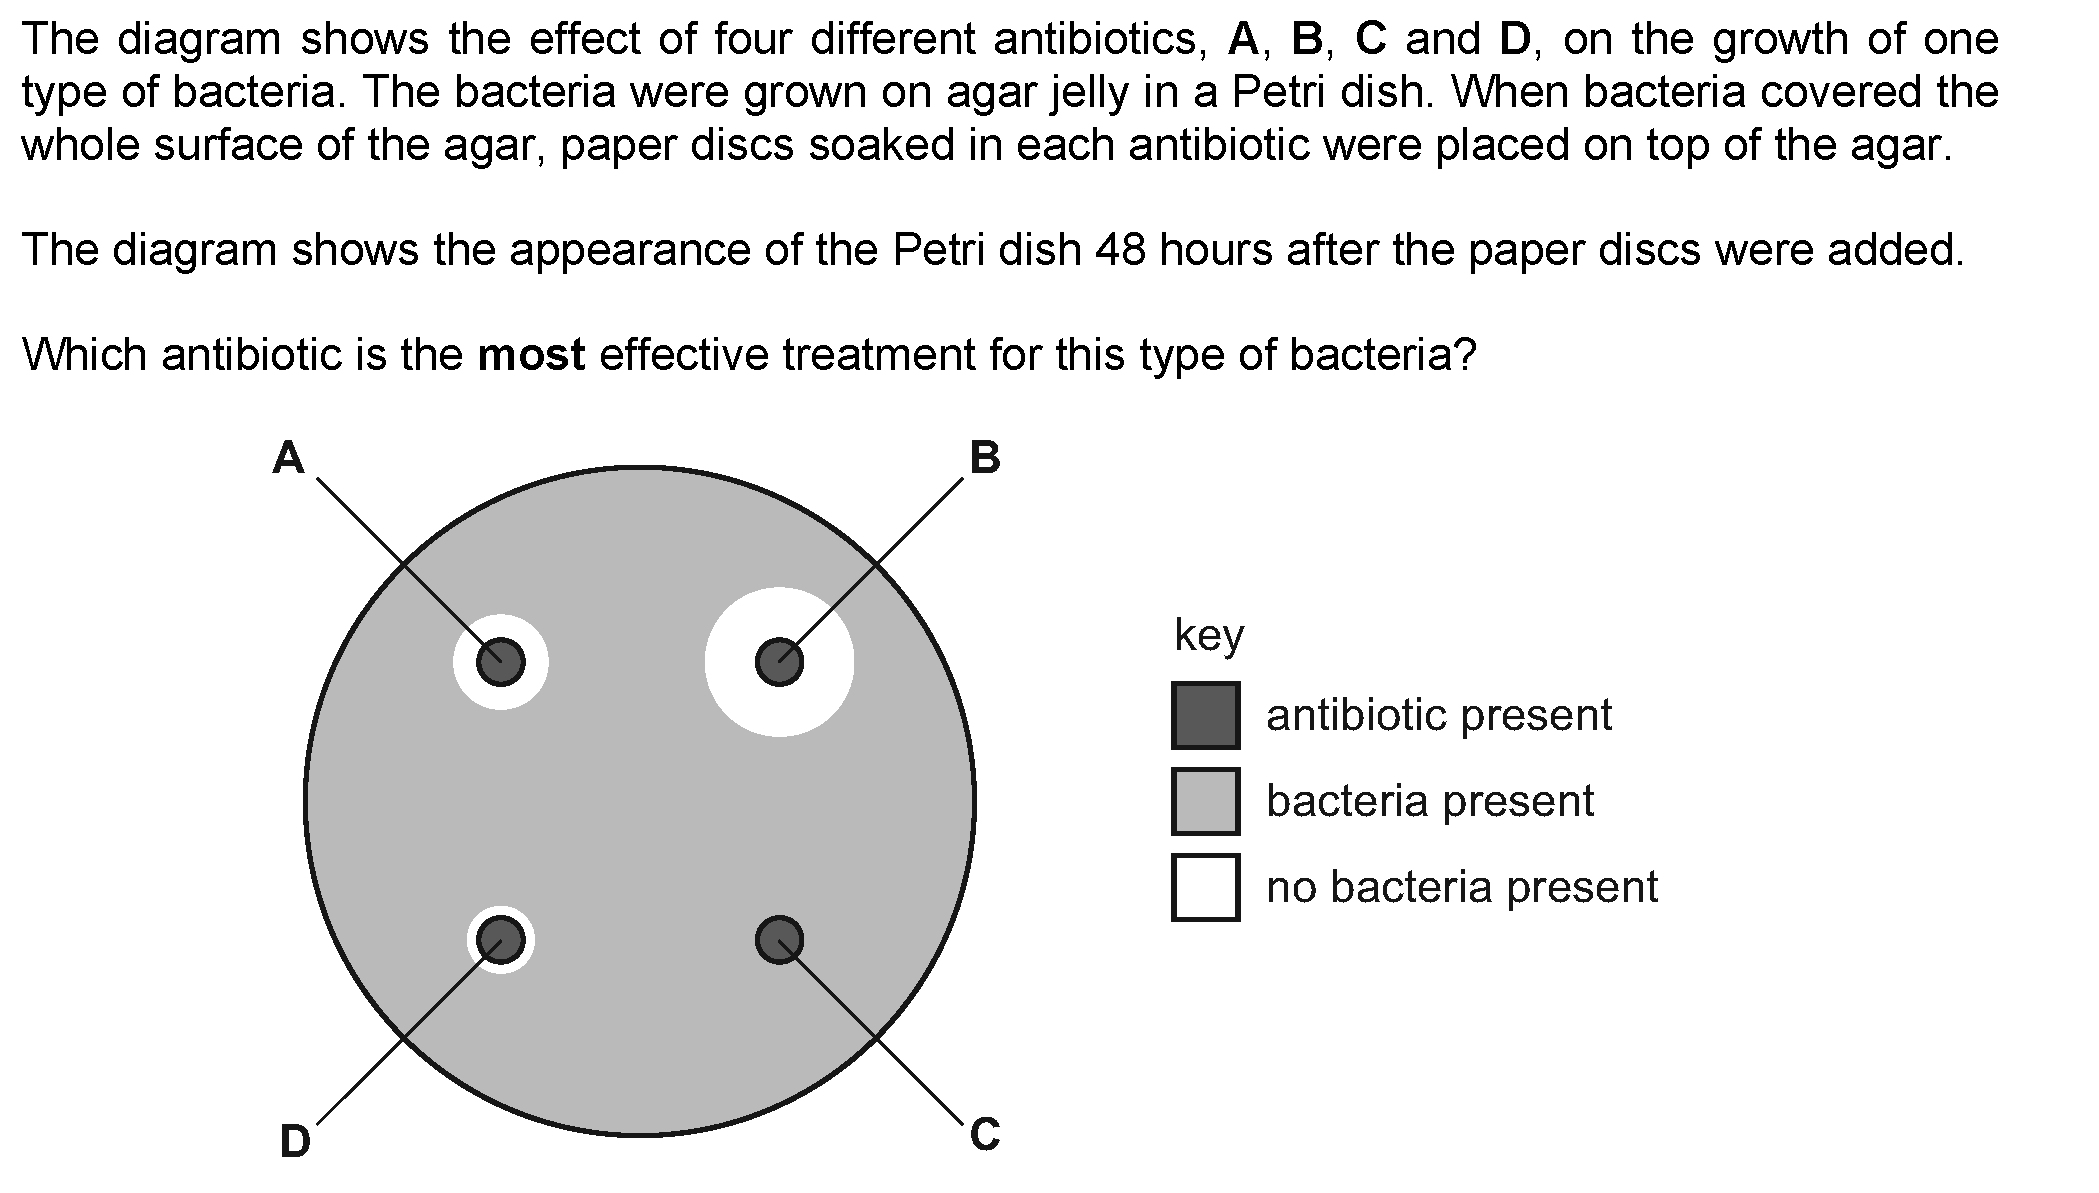 The diagram shows the effect of four different antibiotics, A, B, C and D, on the growth of one
type of bacteria. The bacteria were grown on agar jelly in a Petri dish. When bacteria covered the
whole surface of the agar, paper discs soaked in each antibiotic were placed on top of the agar.
The diagram shows the appearance of the Petri dish 48 hours after the paper discs were added.
Which antibiotic is the most effective treatment for this type of bacteria?
A
B
key
antibiotic present
bacteria present
no bacteria present
D
C